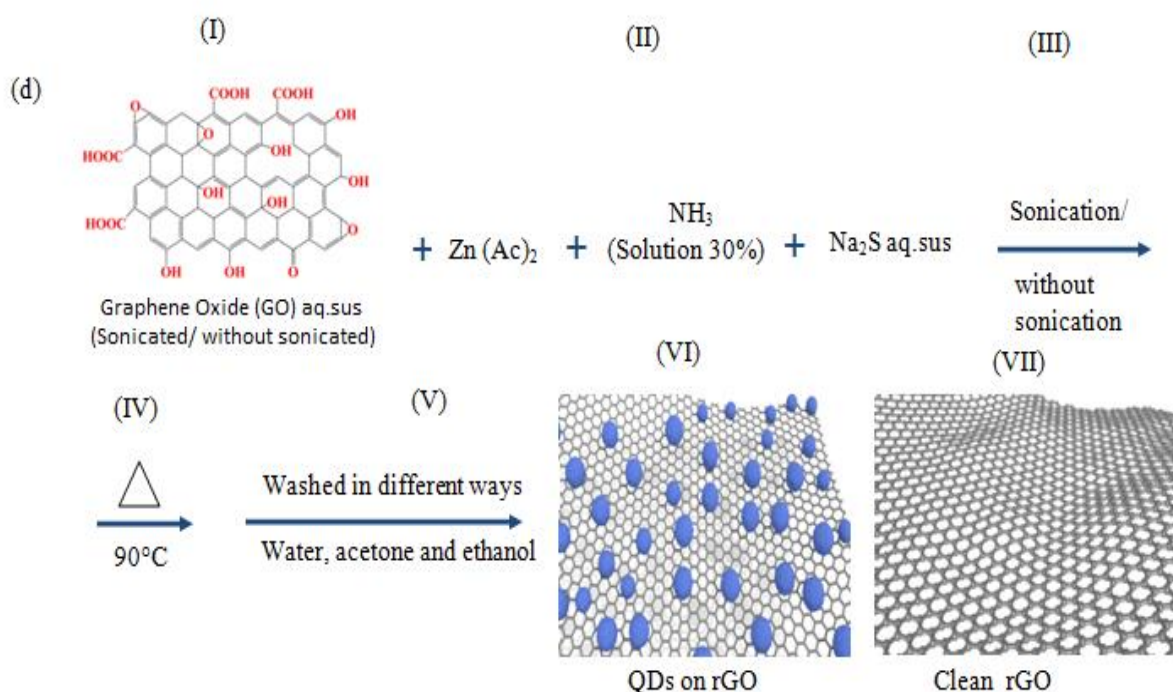 (I)
(II)
(III)
(d)
COOH
COOH
O
OH
O
HOOC
OH
OH
OH
OH
HOOC
O
OH
OH
O
NH₃
(Solution 30%)
+ Zn (Ac)₂ + + Na₂S aq.sus
Sonication/
without
sonication
Graphene Oxide (GO) aq.sus
(Sonicated/ without sonicated)
(IV)
(V)
(VI)
(VII)
90°C
Washed in different ways
Water, acetone and ethanol
QDs on rGO
Clean rGO